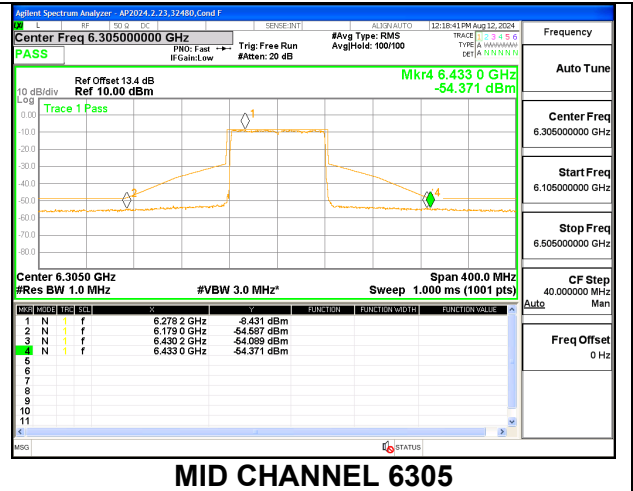 Agilent Spectrum Analyzer - AP2024.2.23,32480,Cond F
L RF 50 Ω DC SENSE:INT ALIGN AUTO 12:18:41 PM Aug 12, 2024
Center Freq 6.305000000 GHz #Avg Type: RMS TRACE 1 2 3 4 5 6
PASS PNO: Fast Trig: Free Run Avg|Hold: 100/100 TYPE A WWWWW
IFGain:Low #Atten: 20 dB DET A N N N N N
Mkr4 6.433 0 GHz
-54.371 dBm
Ref Offset 13.4 dB
10 dB/div Ref 10.00 dBm
Log
Trace 1 Pass
0.00
-10.0
-20.0
-30.0
-40.0
-50.0
-60.0
-70.0
-80.0
1
2
4
Center 6.3050 GHz Span 400.0 MHz
#Res BW 1.0 MHz #VBW 3.0 MHz* Sweep 1.000 ms (1001 pts)
MKR MODE TRC SCL X Y FUNCTION FUNCTION WIDTH FUNCTION VALUE
1 N 1 f 6.278 2 GHz -8.431 dBm
2 N 1 f 6.179 0 GHz -54.587 dBm
3 N 1 f 6.430 2 GHz -54.089 dBm
4 N 1 f 6.433 0 GHz -54.371 dBm
5
6
7
8
9
10
11
MSG STATUS
Frequency
Auto Tune
Center Freq
6.305000000 GHz
Start Freq
6.105000000 GHz
Stop Freq
6.505000000 GHz
CF Step
40.000000 MHz
Auto Man
Freq Offset
0 Hz
MID CHANNEL 6305